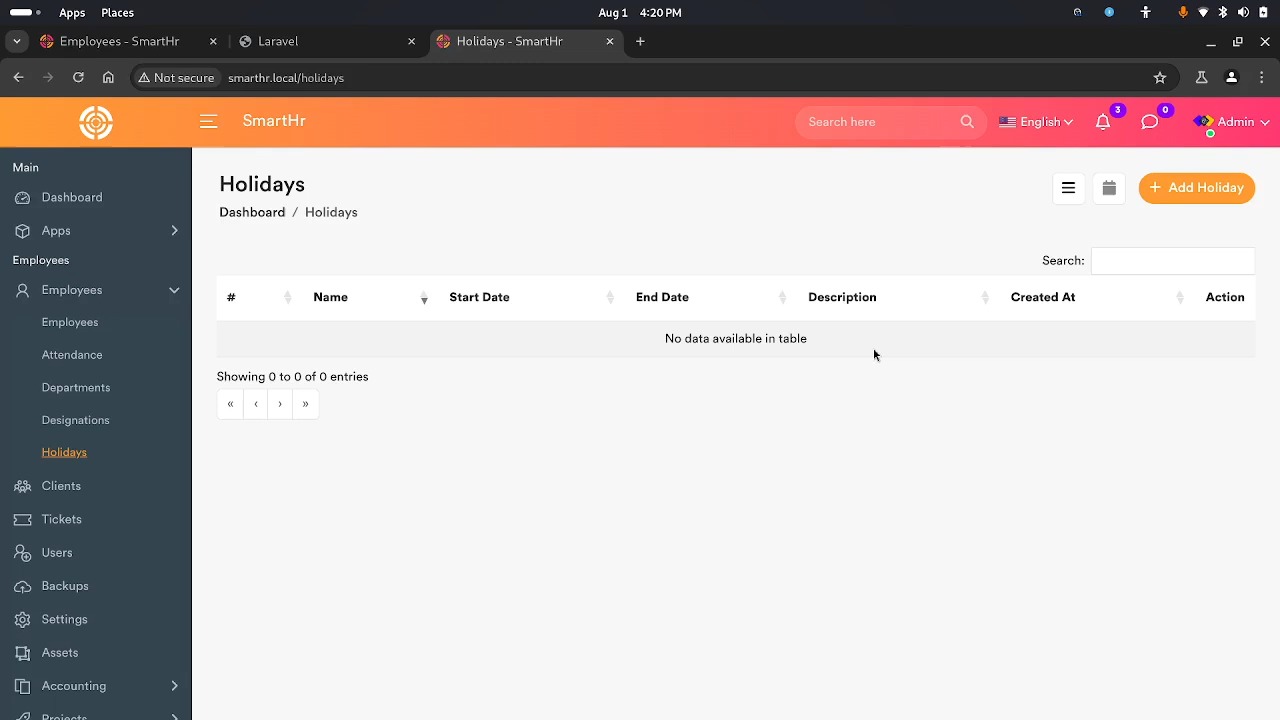 Apps Places Aug 1 4:20 PM
Employees - SmartHr Laravel Holidays - SmartHr
Not secure smarthr.local/holidays
SmartHr Search here English 3 0 Admin
Main
Dashboard
Apps
Employees
Employees
Employees
Attendance
Departments
Designations
Holidays
Clients
Tickets
Users
Backups
Settings
Assets
Accounting
Projects
Holidays
Dashboard / Holidays
+ Add Holiday
Search:
# Name Start Date End Date Description Created At Action
No data available in table
Showing 0 to 0 of 0 entries
« ‹ › »